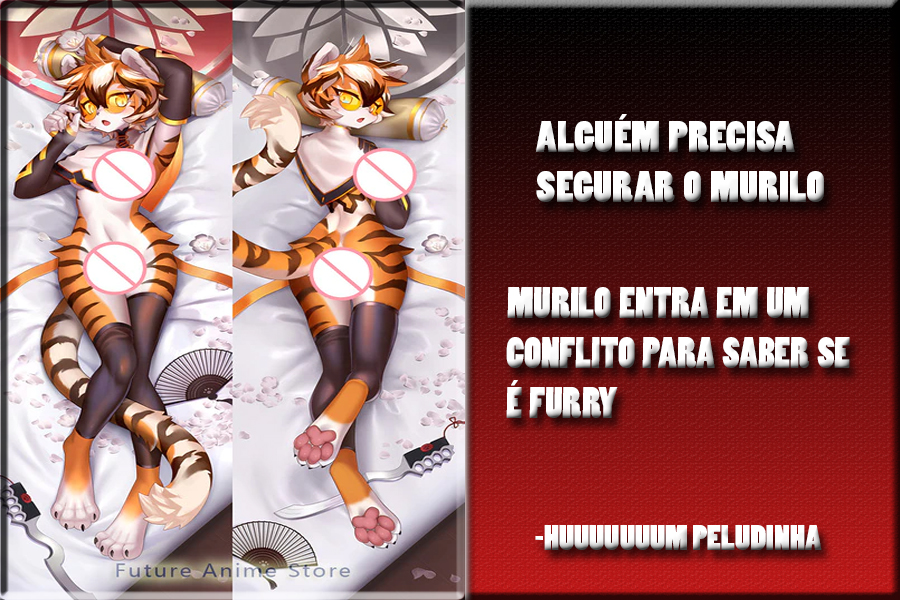 ALGUÉM PRECISA
SEGURAR O MURILO
MURILO ENTRA EM UM
CONFLITO PARA SABER SE
É FURRY
-HUUUUUUUM PELUDINHA
Future Anime Store